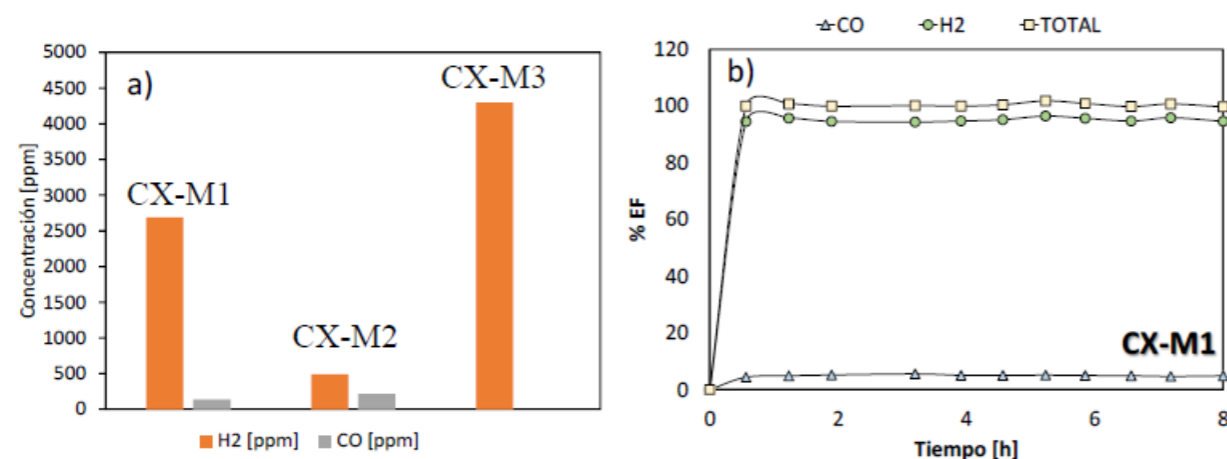 a)
Concentración [ppm]
5000
4500
4000
3500
3000
2500
2000
1500
1000
500
0
CX-M1
CX-M2
CX-M3
H2 [ppm] CO [ppm]
CO H2 TOTAL
b)
% EF
120
100
80
60
40
20
0
CX-M1
0 2 4 6 8
Tiempo [h]